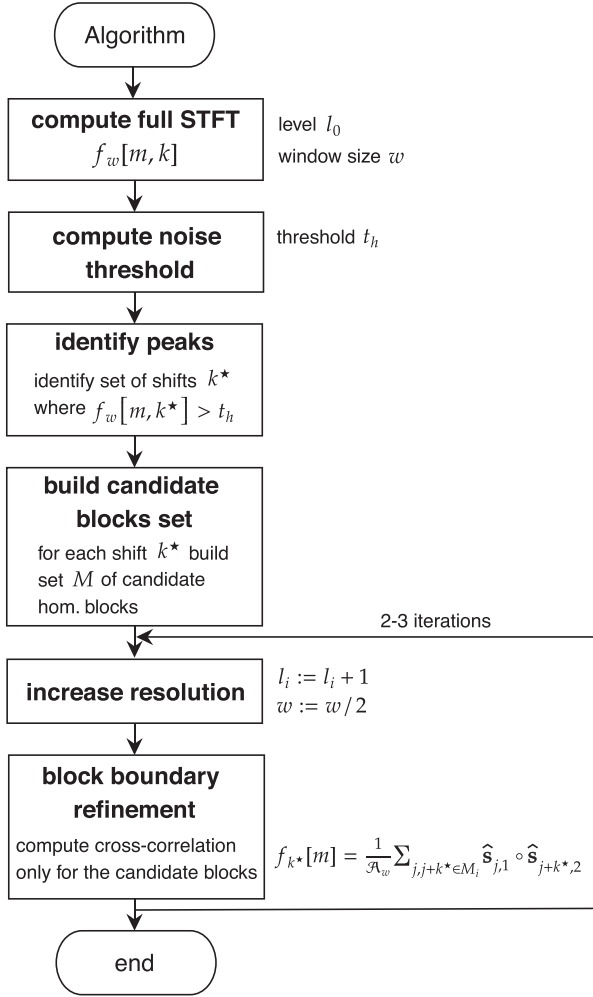 Algorithm
compute full STFT
f_w[m, k]
level l_0
window size w
compute noise
threshold
threshold t_h
identify peaks
identify set of shifts k^★
where f_w[m, k^★] > t_h
build candidate
blocks set
for each shift k^★ build
set M of candidate
hom. blocks
2-3 iterations
increase resolution
l_i := l_i + 1
w := w/2
block boundary
refinement
compute cross-correlation
only for the candidate blocks
f_{k^★}[m] = \frac{1}{𝒜_w} ∑_{j,j+k^★∈M_i} ŝ_{j,1} ∘ ŝ_{j+k^★,2}
end